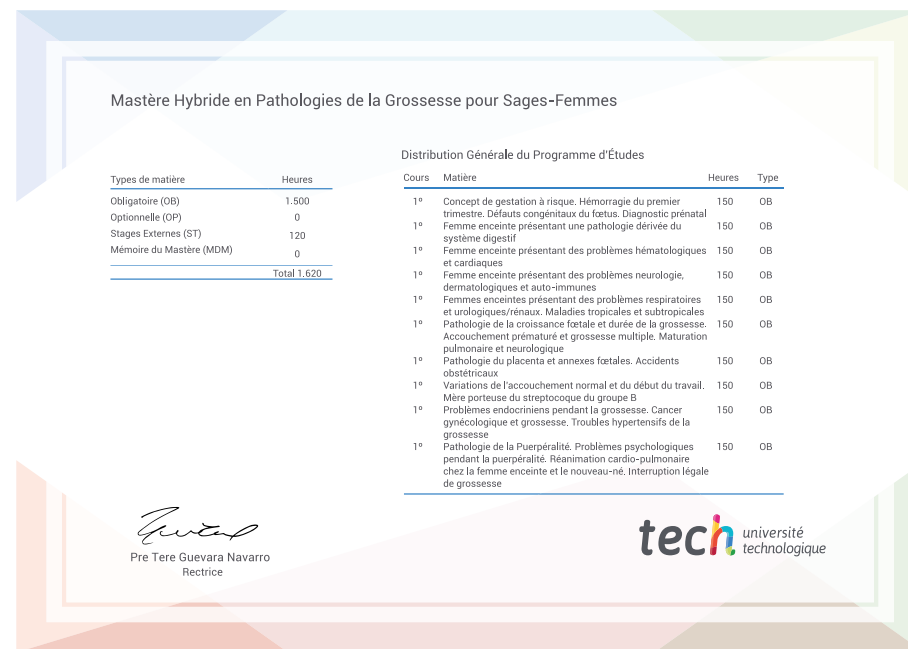 Mastère Hybride en Pathologies de la Grossesse pour Sages-Femmes
Types de matière Heures
Obligatoire (OB) 1.500
Optionnelle (OP) 0
Stages Externes (ST) 120
Mémoire du Mastère (MDM) 0
Total 1.620
Distribution Générale du Programme d'Études
Cours Matière Heures Type
1º Concept de gestation à risque. Hémorragie du premier 150 OB
trimestre. Défauts congénitaux du fœtus. Diagnostic prénatal
1º Femme enceinte présentant une pathologie dérivée du 150 OB
système digestif
1º Femme enceinte présentant des problèmes hématologiques 150 OB
et cardiaques
1º Femme enceinte présentant des problèmes neurologie, 150 OB
dermatologiques et auto-immunes
1º Femmes enceintes présentant des problèmes respiratoires 150 OB
et urologiques/rénaux. Maladies tropicales et subtropicales
1º Pathologie de la croissance fœtale et durée de la grossesse. 150 OB
Accouchement prématuré et grossesse multiple. Maturation
pulmonaire et neurologique
1º Pathologie du placenta et annexes fœtales. Accidents 150 OB
obstétricaux
1º Variations de l'accouchement normal et du début du travail. 150 OB
Mère porteuse du streptocoque du groupe B
1º Problèmes endocriniens pendant la grossesse. Cancer 150 OB
gynécologique et grossesse. Troubles hypertensifs de la
grossesse
1º Pathologie de la Puerpéralité. Problèmes psychologiques 150 OB
pendant la puerpéralité. Réanimation cardio-pulmonaire
chez la femme enceinte et le nouveau-né. Interruption légale
de grossesse
Pre Tere Guevara Navarro
Rectrice
tech université
technologique